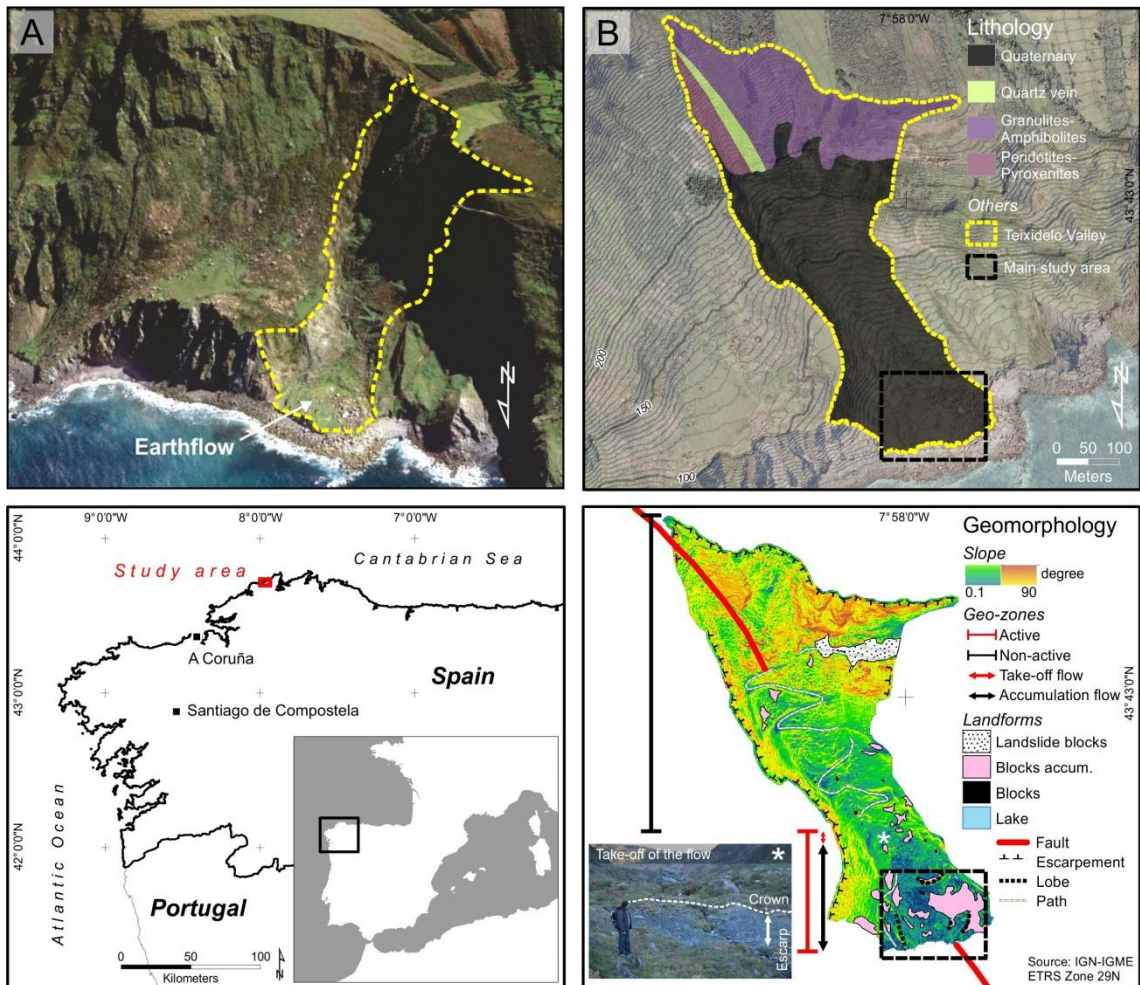 A
Earthflow
N
B
7°58'0"W
Lithology
Quaternary
Quartz vein
Granulites-
Amphibolites
Peridotites-
Pyroxenites
Others
Teixidelo Valley
Main study area
43°43'0"N
200
150
100
N
0 50 100
Meters
9°0'0"W 8°0'0"W 7°0'0"W
44°0'0"N
Cantabrian Sea
Study area
A Coruña
Spain
43°0'0"N
Santiago de Compostela
42°0'0"N
Atlantic Ocean
Portugal
0 50 100
Kilometers
N
7°58'0"W
Geomorphology
Slope
degree
0.1 90
Geo-zones
Active
Non-active
Take-off flow
Accumulation flow
43°43'0"N
Landforms
Landslide blocks
Blocks accum.
Blocks
Lake
Fault
Escarpement
Lobe
Path
*
Take-off of the flow *
Crown
Escarp
Source: IGN-IGME
ETRS Zone 29N